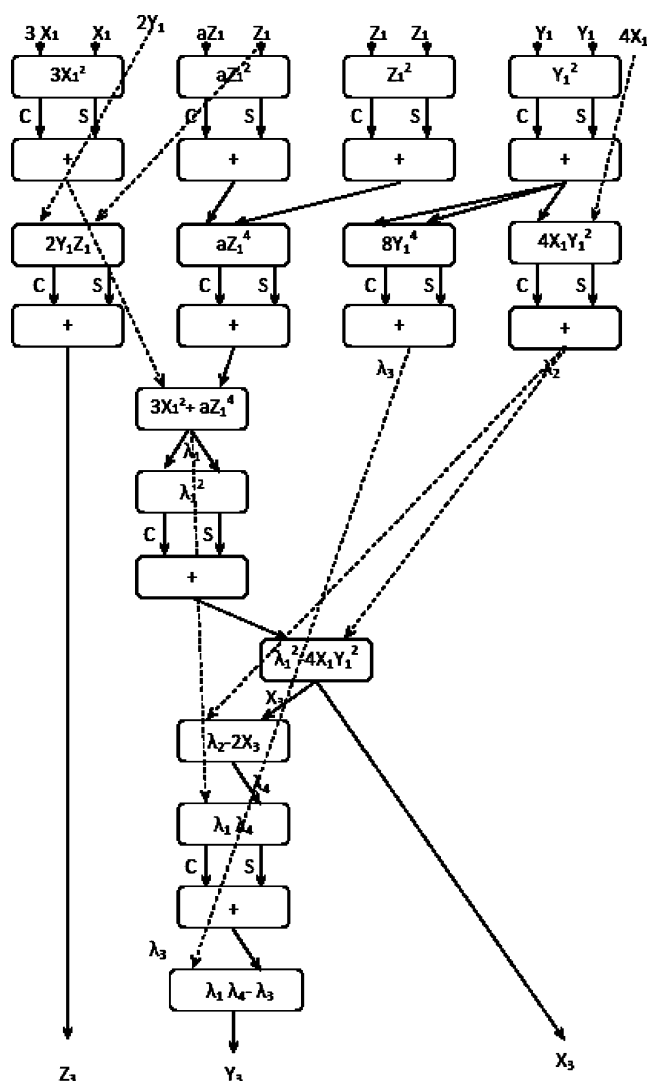 3 X₁ X₁ 2Y₁ aZ₁ Z₁ Z₁ Z₁ Y₁ Y₁ 4X₁
3X₁² aZ₁² Z₁² Y₁²
C S C C S C S
+ + + +
2Y₁Z₁ aZ₁⁴ 8Y₁⁴ 4X₁Y₁²
C S C S C S C S
+ + + +
λ₃ λ₂
3X₁²+ aZ₁⁴
λ₁
λ₁²
C S
+
λ₁²-4X₁Y₁²
X₃
λ₂-2X₃
λ₄
λ₁ λ₄
C S
+
λ₃
λ₁ λ₄- λ₃
Z₃ Y₃ X₃